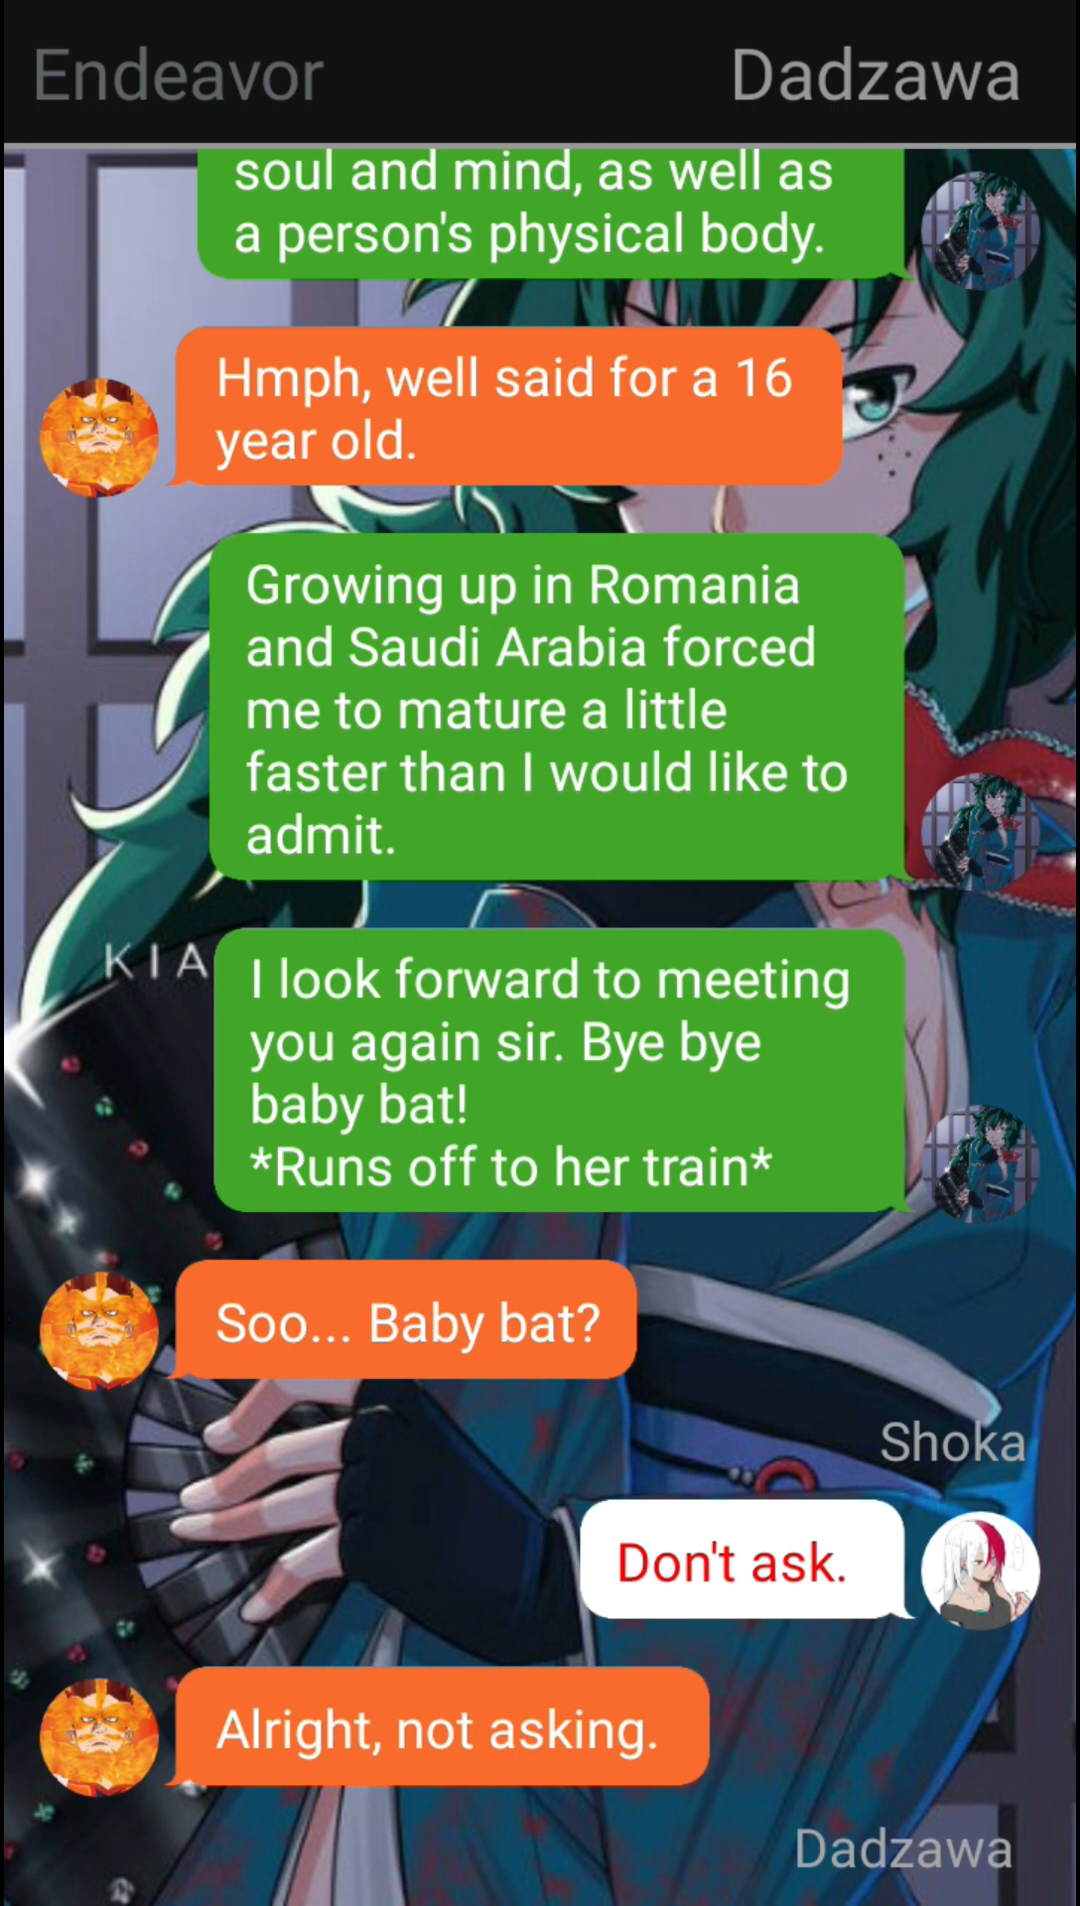 Endeavor
Dadzawa
soul and mind, as well as
a person's physical body.
Hmph, well said for a 16
year old.
Growing up in Romania
and Saudi Arabia forced
me to mature a little
faster than I would like to
admit.
KIA
I look forward to meeting
you again sir. Bye bye
baby bat!
*Runs off to her train*
Soo... Baby bat?
Shoka
Don't ask.
Alright, not asking.
Dadzawa